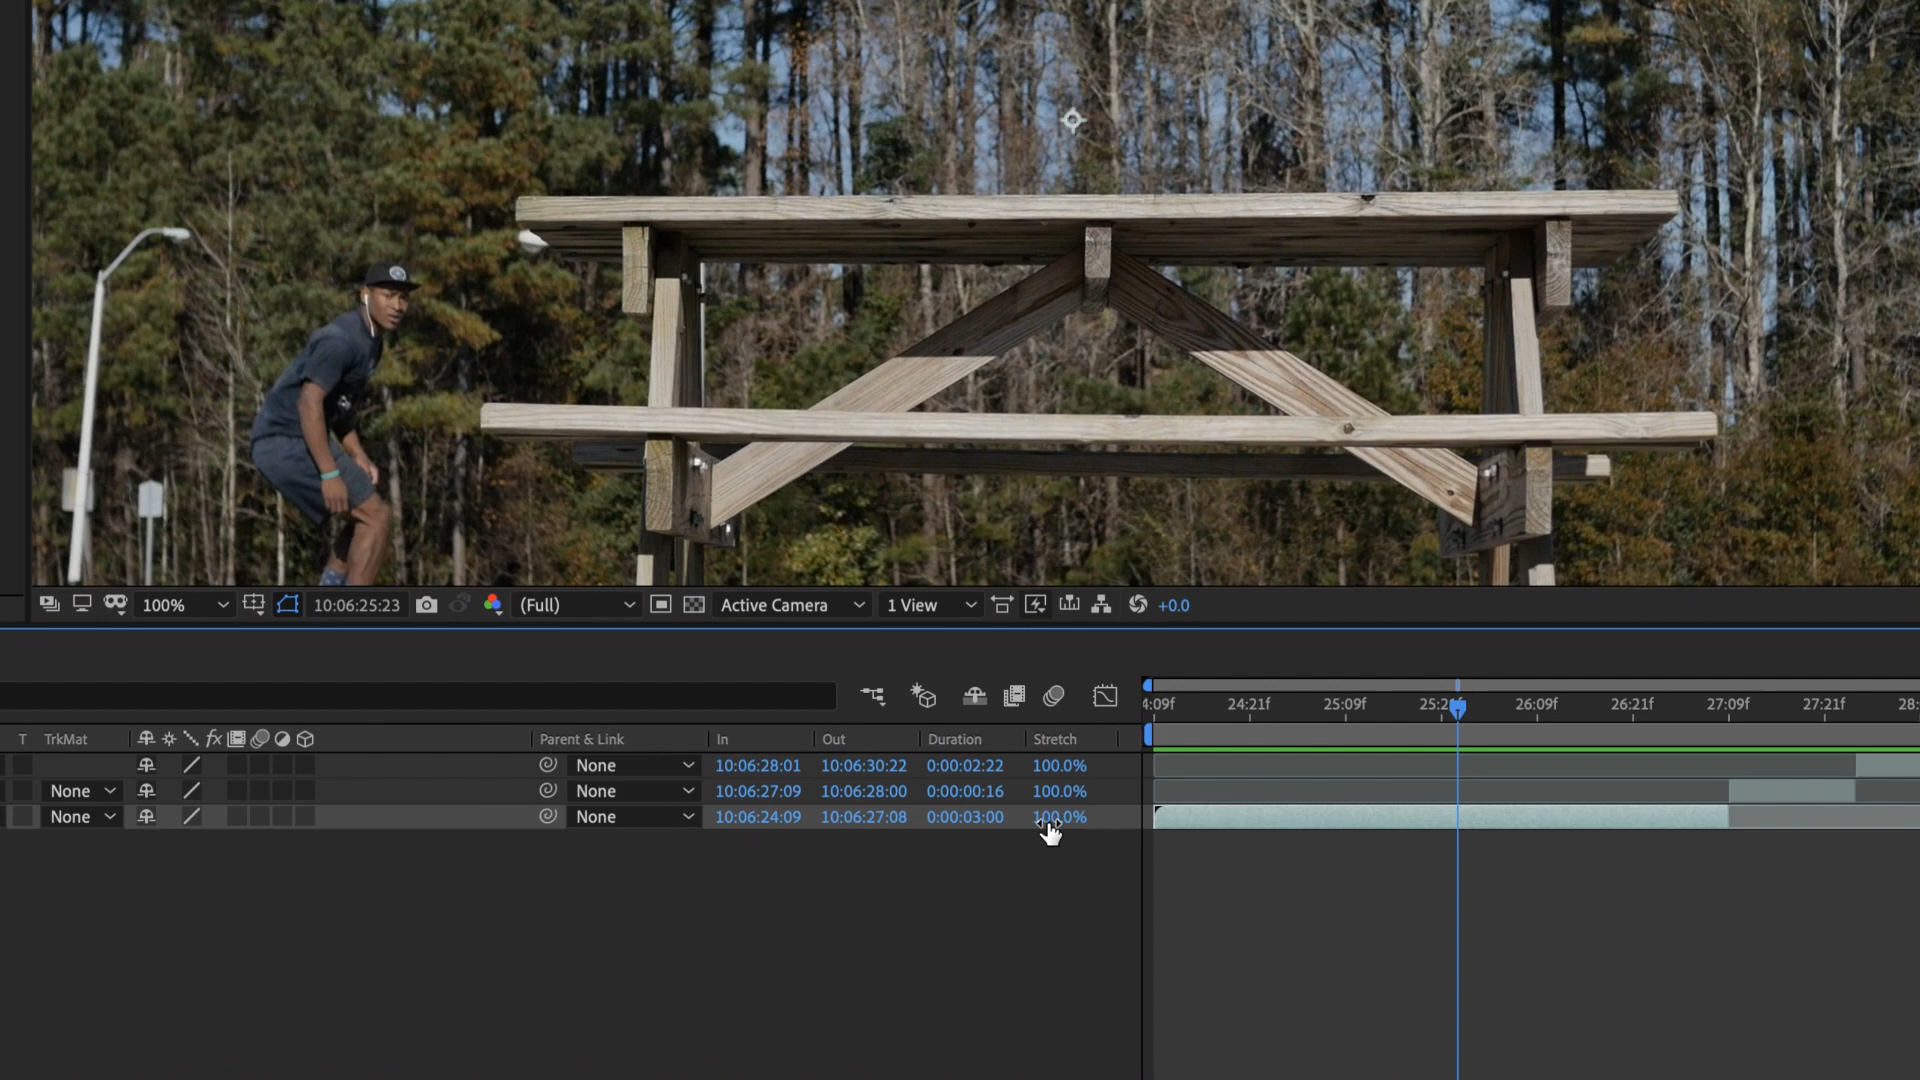 100% 10:06:25:23 (Full) Active Camera 1 View +0.0
4:09f 24:21f 25:09f 26:09f 26:21f 27:09f 27:21f 28:
T TrkMat fx Parent & Link In Out Duration Stretch
None 10:06:28:01 10:06:30:22 0:00:02:22 100.0%
None None 10:06:27:09 10:06:28:00 0:00:00:16 100.0%
None None 10:06:24:09 10:06:27:08 0:00:03:00 100.0%